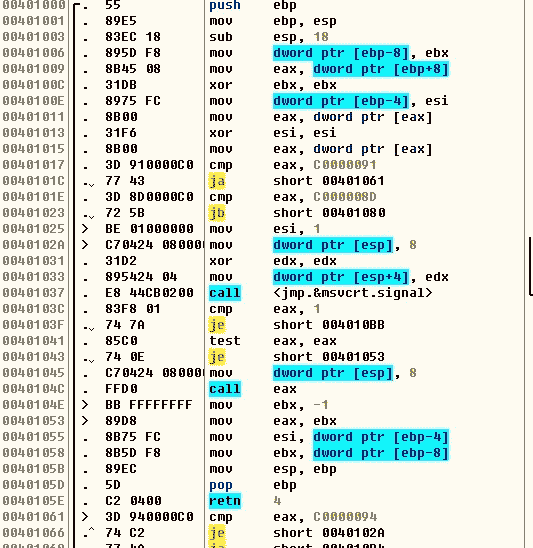 00401000 . 55 push ebp
00401001 . 89E5 mov ebp, esp
00401003 . 83EC 18 sub esp, 18
00401006 . 895D F8 mov dword ptr [ebp-8], ebx
00401009 . 8B45 08 mov eax, dword ptr [ebp+8]
0040100C . 31DB xor ebx, ebx
0040100E . 8975 FC mov dword ptr [ebp-4], esi
00401011 . 8B00 mov eax, dword ptr [eax]
00401013 . 31F6 xor esi, esi
00401015 . 8B00 mov eax, dword ptr [eax]
00401017 . 3D 910000C0 cmp eax, C0000091
0040101C .v 77 43 ja short 00401061
0040101E . 3D 8D0000C0 cmp eax, C000008D
00401023 .v 72 5B jb short 00401080
00401025 > BE 01000000 mov esi, 1
0040102A > C70424 080000 mov dword ptr [esp], 8
00401031 . 31D2 xor edx, edx
00401033 . 895424 04 mov dword ptr [esp+4], edx
00401037 . E8 44CB0200 call <jmp.&msvcrt.signal>
0040103C . 83F8 01 cmp eax, 1
0040103F .v 74 7A je short 004010BB
00401041 . 85C0 test eax, eax
00401043 .v 74 0E je short 00401053
00401045 . C70424 080000 mov dword ptr [esp], 8
0040104C . FFD0 call eax
0040104E > BB FFFFFFFF mov ebx, -1
00401053 > 89D8 mov eax, ebx
00401055 . 8B75 FC mov esi, dword ptr [ebp-4]
00401058 . 8B5D F8 mov ebx, dword ptr [ebp-8]
0040105B . 89EC mov esp, ebp
0040105D . 5D pop ebp
0040105E . C2 0400 retn 4
00401061 > 3D 940000C0 cmp eax, C0000094
00401066 .^ 74 C2 je short 0040102A